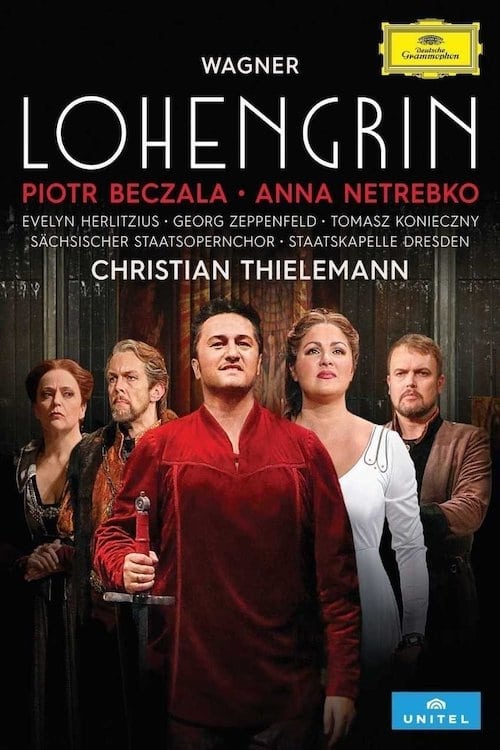 Deutsche
Grammophon
WAGNER
LOHENGRIN
PIOTR BECZALA · ANNA NETREBKO
EVELYN HERLITZIUS · GEORG ZEPPENFELD · TOMASZ KONIECZNY
SÄCHSISCHER STAATSOPERNCHOR · STAATSKAPELLE DRESDEN
CHRISTIAN THIELEMANN
UNITEL